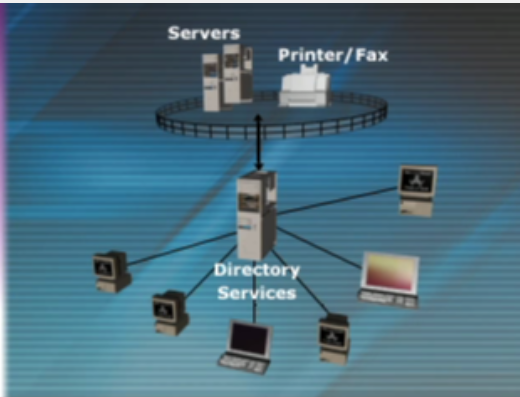 Servers
Printer/Fax
Directory
Services